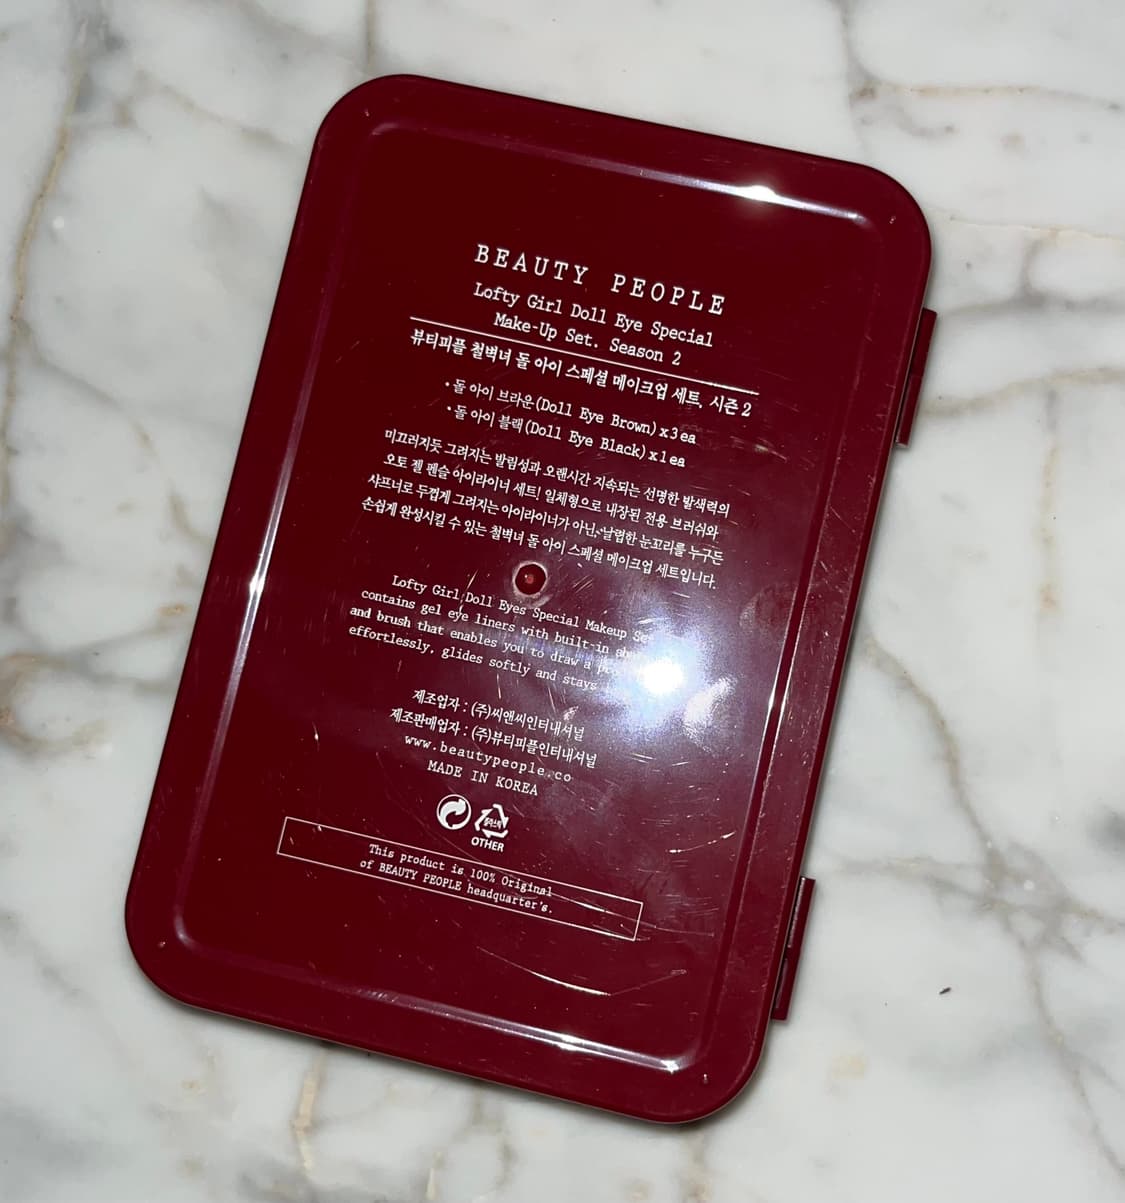 BEAUTY PEOPLE
Lofty Girl Doll Eye Special
Make-Up Set. Season 2
뷰티피플 철벽녀 돌 아이 스페셜 메이크업 세트, 시즌 2
• 돌 아이 브라운(Doll Eye Brown)x3ea
• 돌 아이 블랙(Doll Eye Black)x1ea
미끄러지듯 그려지는 발림성과 오랜시간 지속되는 선명한 발색력의
오토 젤 펜슬 아이라이너 세트! 일체형으로 내장된 전용 브러쉬와
샤프너로 두껍게 그려지는 아이라이너가 아닌, 날렵한 눈꼬리를 누구든
손쉽게 완성시킬 수 있는 철벽녀 돌 아이 스페셜 메이크업 세트입니다.
Lofty Girl Doll Eyes Special Makeup
contains gel eye liners with built-in
and brush that enables you to draw a
effortlessly, glides softly and stays
제조업자 : (주)씨앤씨인터내셔널
제조판매업자 : (주)뷰티피플인터내셔널
www.beautypeople.co
MADE IN KOREA
플라스틱
OTHER
This product is 100% Original
of BEAUTY PEOPLE headquarter's.